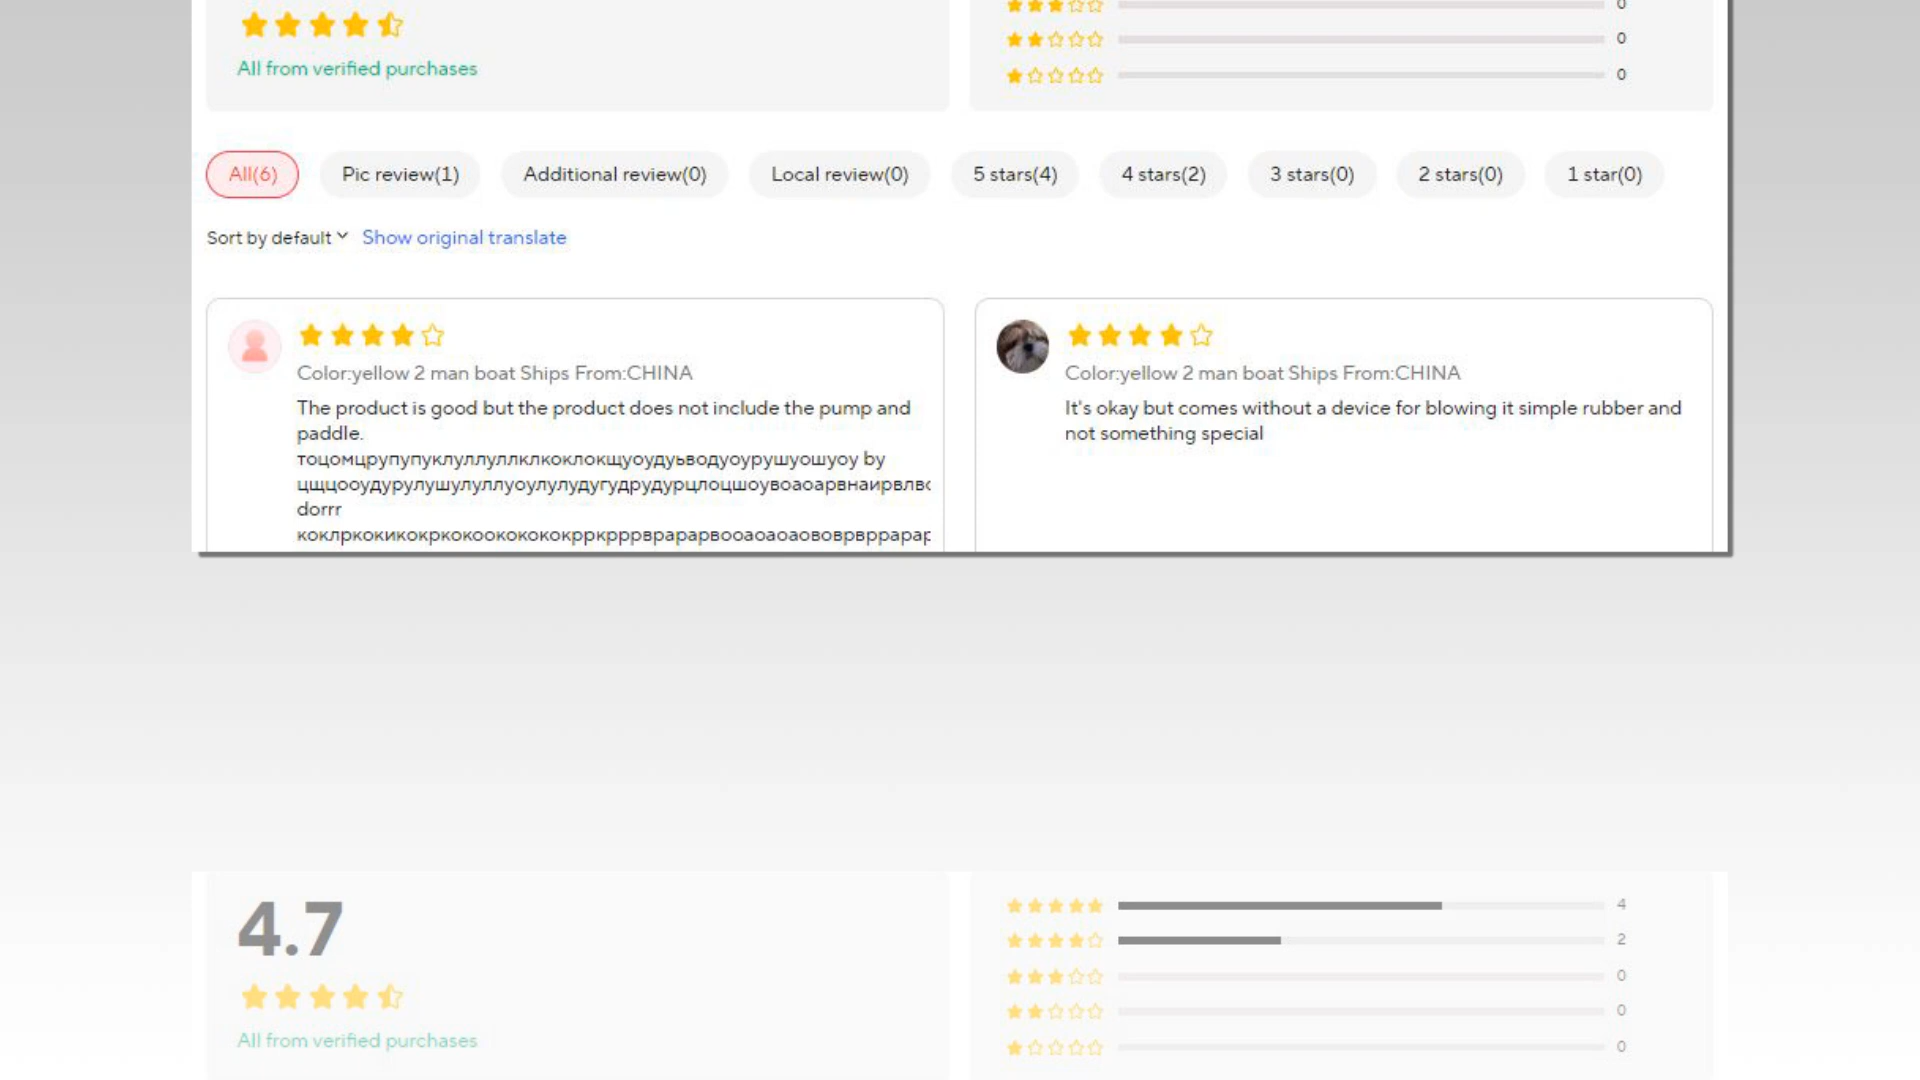 0
0
All from verified purchases
0
All(6) Pic review(1) Additional review(0) Local review(0) 5 stars(4) 4 stars(2) 3 stars(0) 2 stars(0) 1 star(0)
Sort by default Show original translate
Color:yellow 2 man boat Ships From:CHINA
The product is good but the product does not include the pump and
paddle.
тоцомцрупупуклуллуллклкоклокщуоудуьводуоурушуошуоу by
цщцооудурулушулуллуоулулудугудрудурцлоцшоувоаоарвнаирвлво
dorrr
коклркокикокркокоококококрркрррврарарвооаоаоаововрврраpaр
Color:yellow 2 man boat Ships From:CHINA
It's okay but comes without a device for blowing it simple rubber and
not something special
4.7
All from verified purchases
4
2
0
0
0